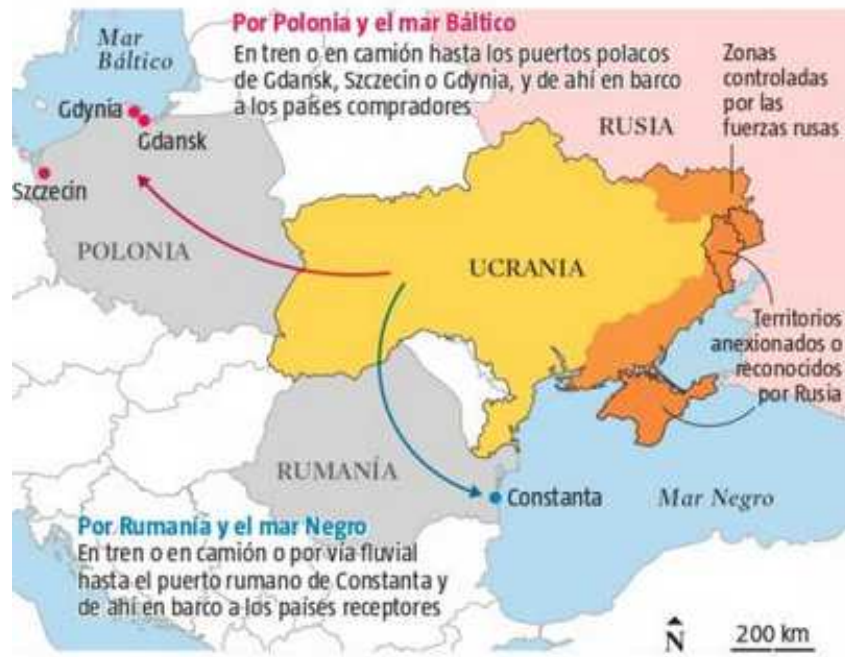 Por Polonia y el mar Báltico
En tren o en camión hasta los puertos polacos
de Gdansk, Szczecin o Gdynia, y de ahí en barco
a los países compradores
Mar
Báltico
Zonas
controladas
por las
fuerzas rusas
Gdynia
Gdansk
RUSIA
Szczecin
POLONIA
UCRANIA
Territorios
anexionados o
reconocidos
por Rusia
RUMANÍA
Constanta
Mar Negro
Por Rumanía y el mar Negro
En tren o en camión o por vía fluvial
hasta el puerto rumano de Constanta y
de ahí en barco a los países receptores
N
200 km